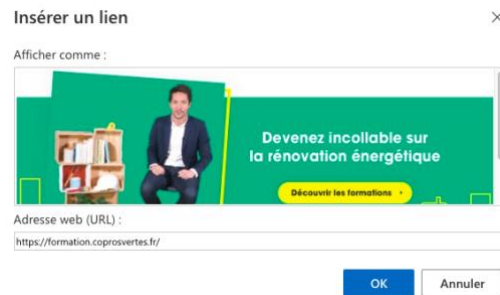 Insérer un lien
Afficher comme :
Devenez incollable sur
la rénovation énergétique
Découvrir les formations
Adresse web (URL) :
https://formation.coprosvertes.fr/
OK Annuler